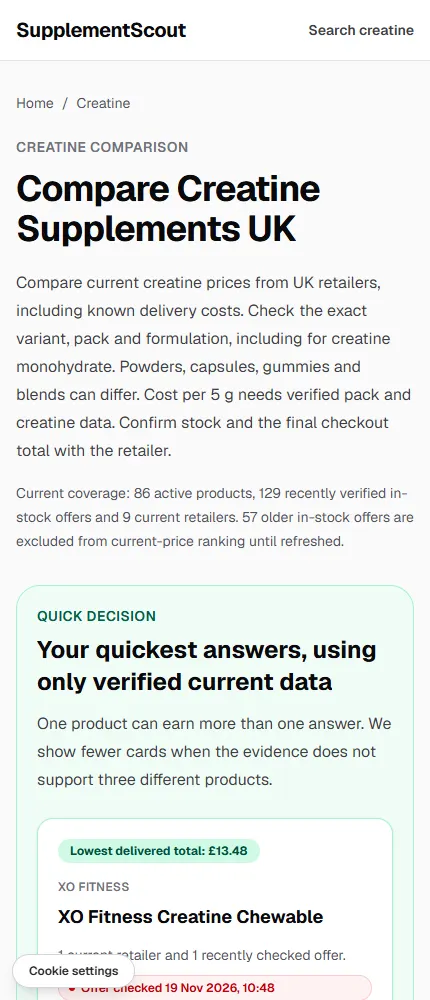 SupplementScout
Search creatine
Home / Creatine
CREATINE COMPARISON
Compare Creatine
Supplements UK
Compare current creatine prices from UK retailers,
including known delivery costs. Check the exact
variant, pack and formulation, including for creatine
monohydrate. Powders, capsules, gummies and
blends can differ. Cost per 5 g needs verified pack and
creatine data. Confirm stock and the final checkout
total with the retailer.
Current coverage: 86 active products, 129 recently verified in-
stock offers and 9 current retailers. 57 older in-stock offers are
excluded from current-price ranking until refreshed.
QUICK DECISION
Your quickest answers, using
only verified current data
One product can earn more than one answer. We
show fewer cards when the evidence does not
support three different products.
Lowest delivered total: £13.48
XO FITNESS
XO Fitness Creatine Chewable
1 current retailer and 1 recently checked offer.
Offer checked 19 Nov 2026, 10:48
Cookie settings